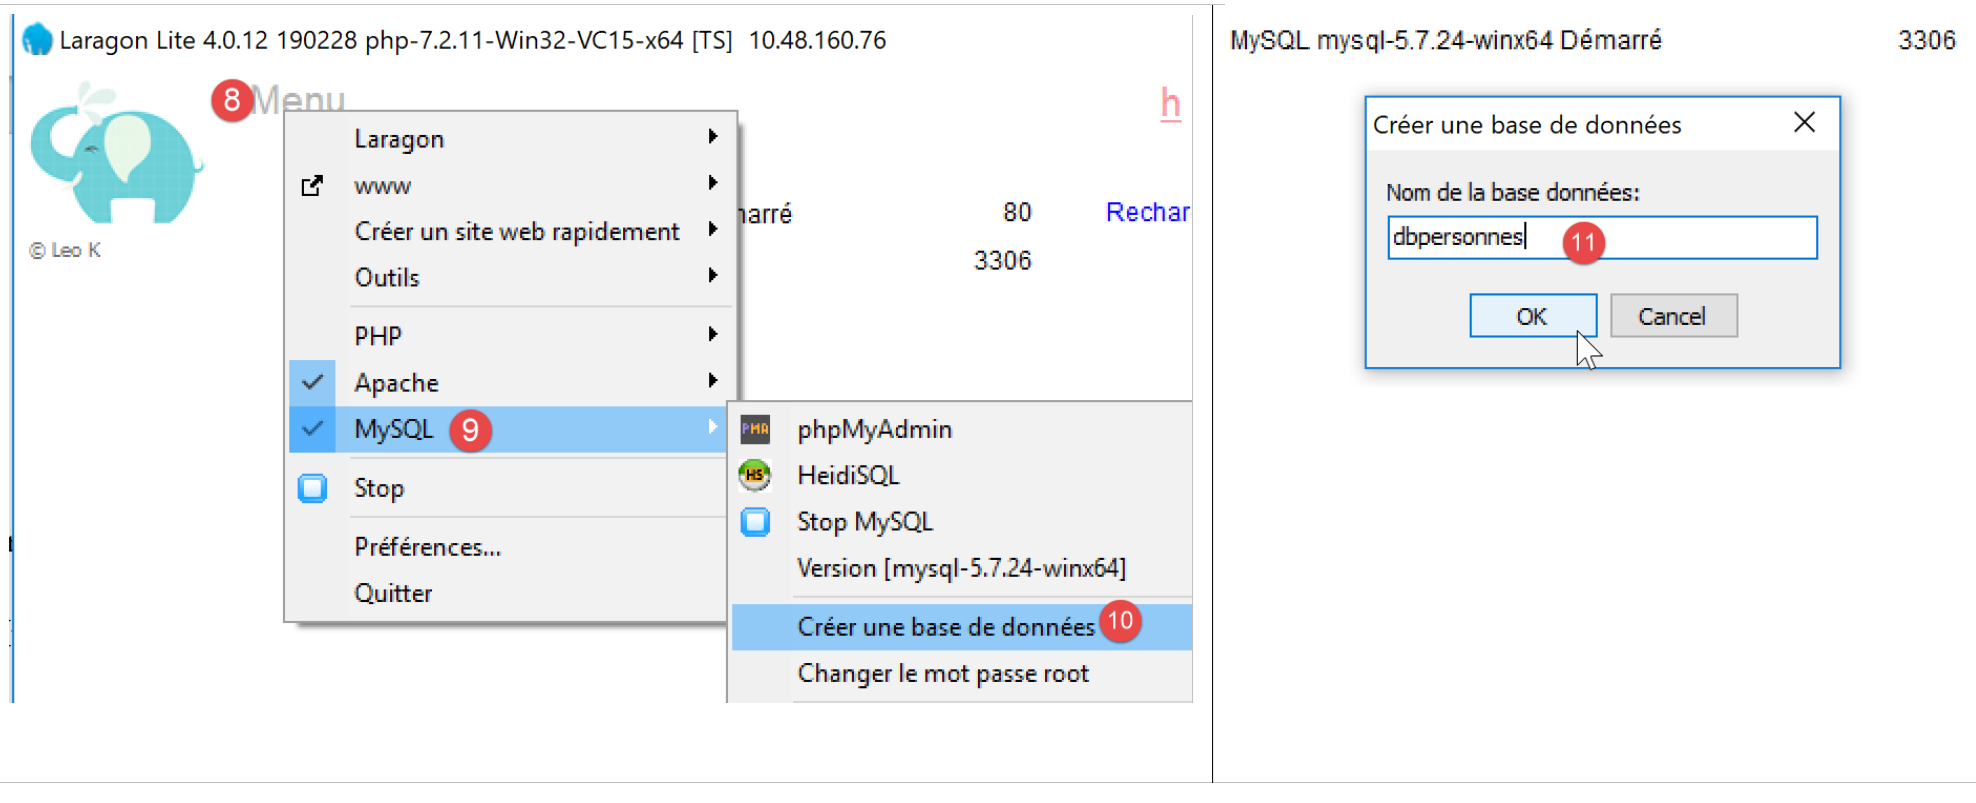 Laragon Lite 4.0.12 190228 php-7.2.11-Win32-VC15-x64 [TS] 10.48.160.76
8 Menu
h
© Leo K
Laragon
www
Créer un site web rapidement
Outils
PHP
Apache
MySQL 9
Stop
Préférences...
Quitter
arré 80 Rechar
3306
PMA phpMyAdmin
HS HeidiSQL
Stop MySQL
Version [mysql-5.7.24-winx64]
Créer une base de données 10
Changer le mot passe root
MySQL mysql-5.7.24-winx64 Démarré 3306
Créer une base de données
Nom de la base données:
dbpersonnes 11
OK Cancel